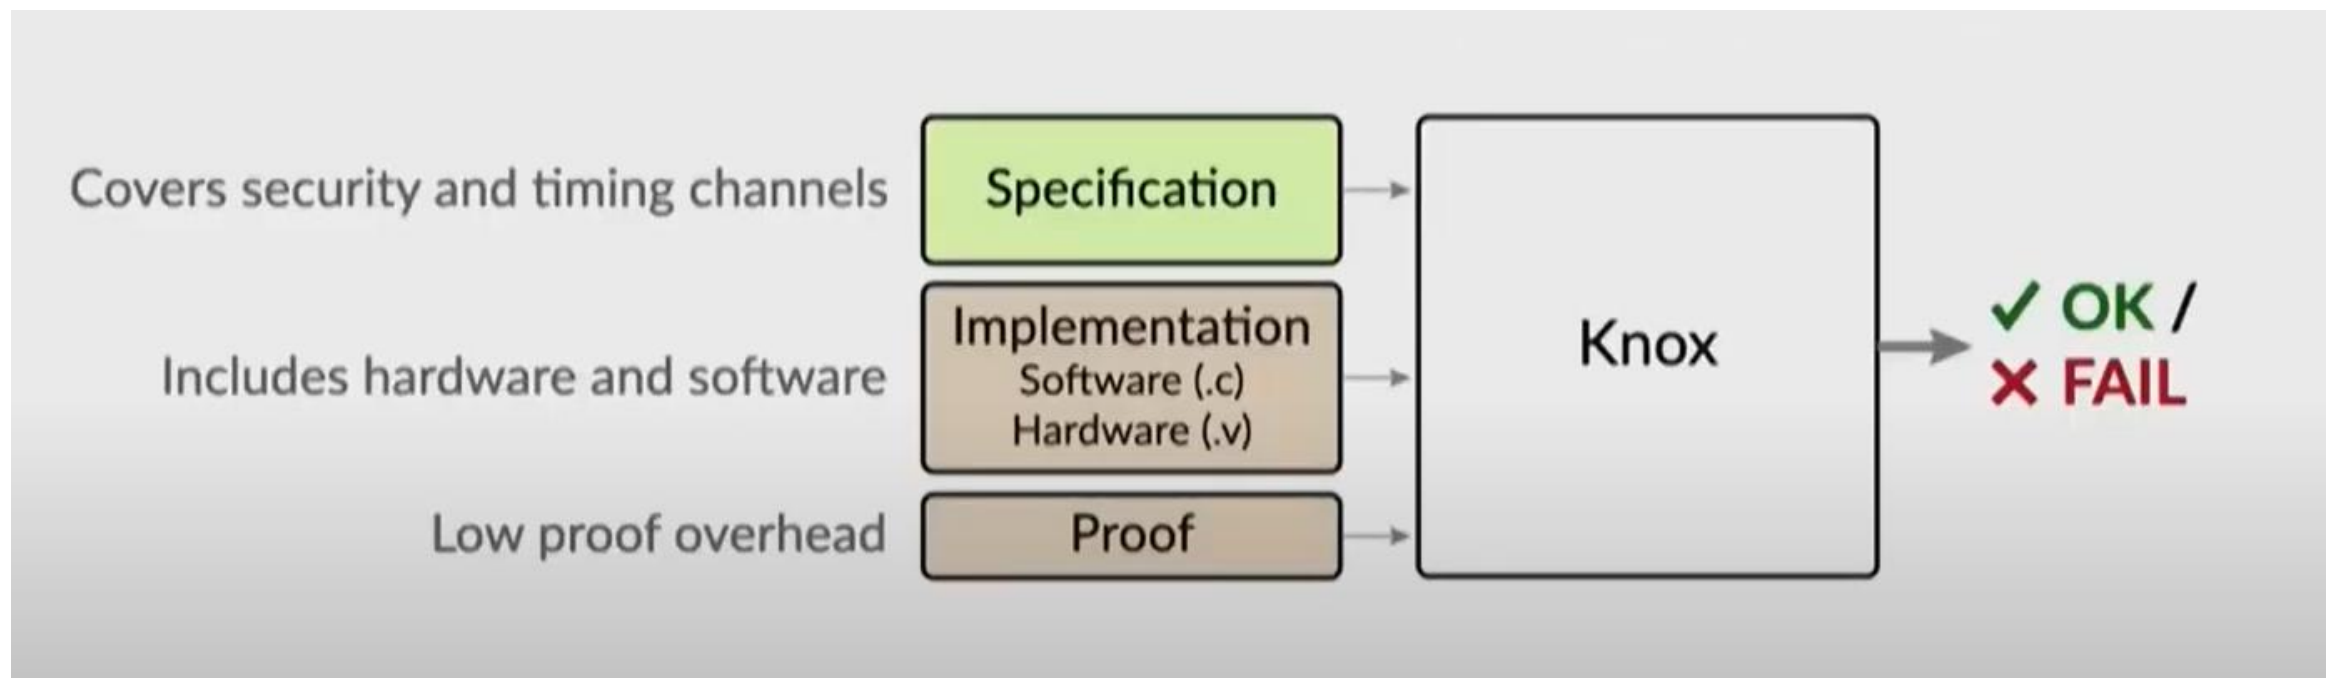 Covers security and timing channels
Specification
Includes hardware and software
Implementation
Software (.c)
Hardware (.v)
Low proof overhead
Proof
Knox
✓ OK /
✗ FAIL